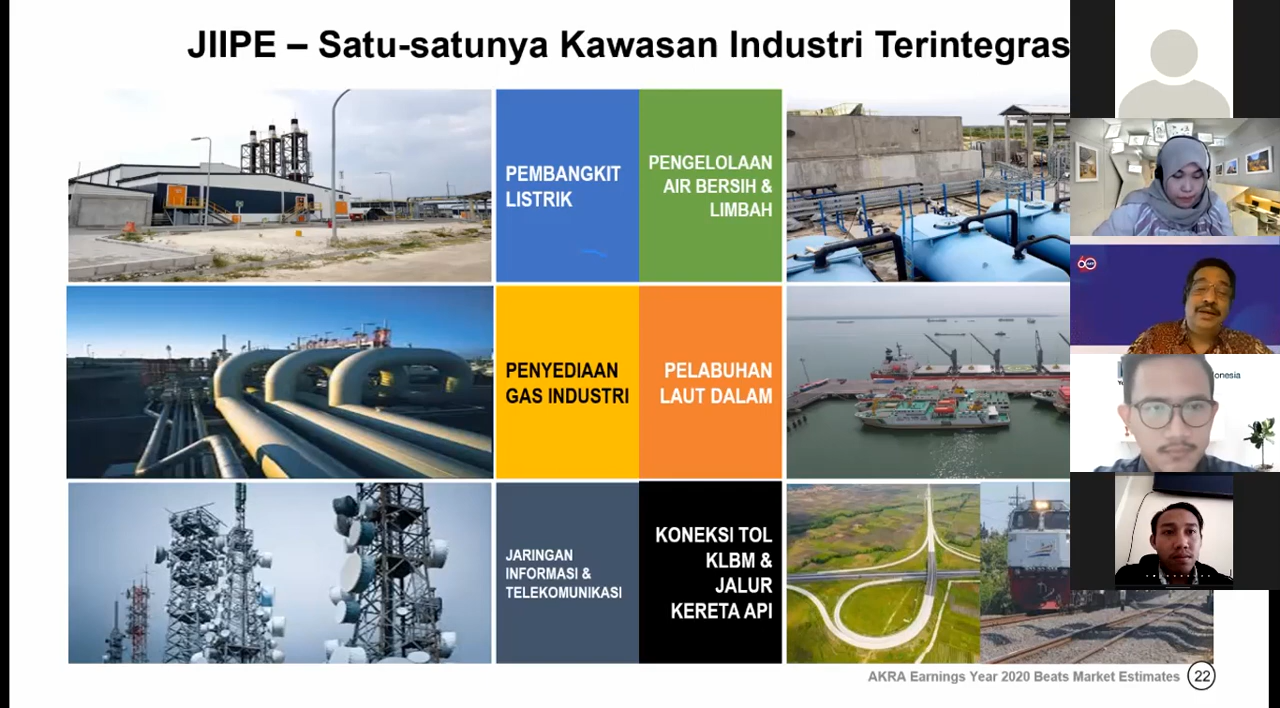 JIIPE – Satu-satunya Kawasan Industri Terintegras
PEMBANGKIT
LISTRIK
PENGELOLAAN
AIR BERSIH &
LIMBAH
PENYEDIAAN
GAS INDUSTRI
PELABUHAN
LAUT DALAM
JARINGAN
INFORMASI &
TELEKOMUNIKASI
KONEKSI TOL
KLBM &
JALUR
KERETA API
AKRA Earnings Year 2020 Beats Market Estimates
22